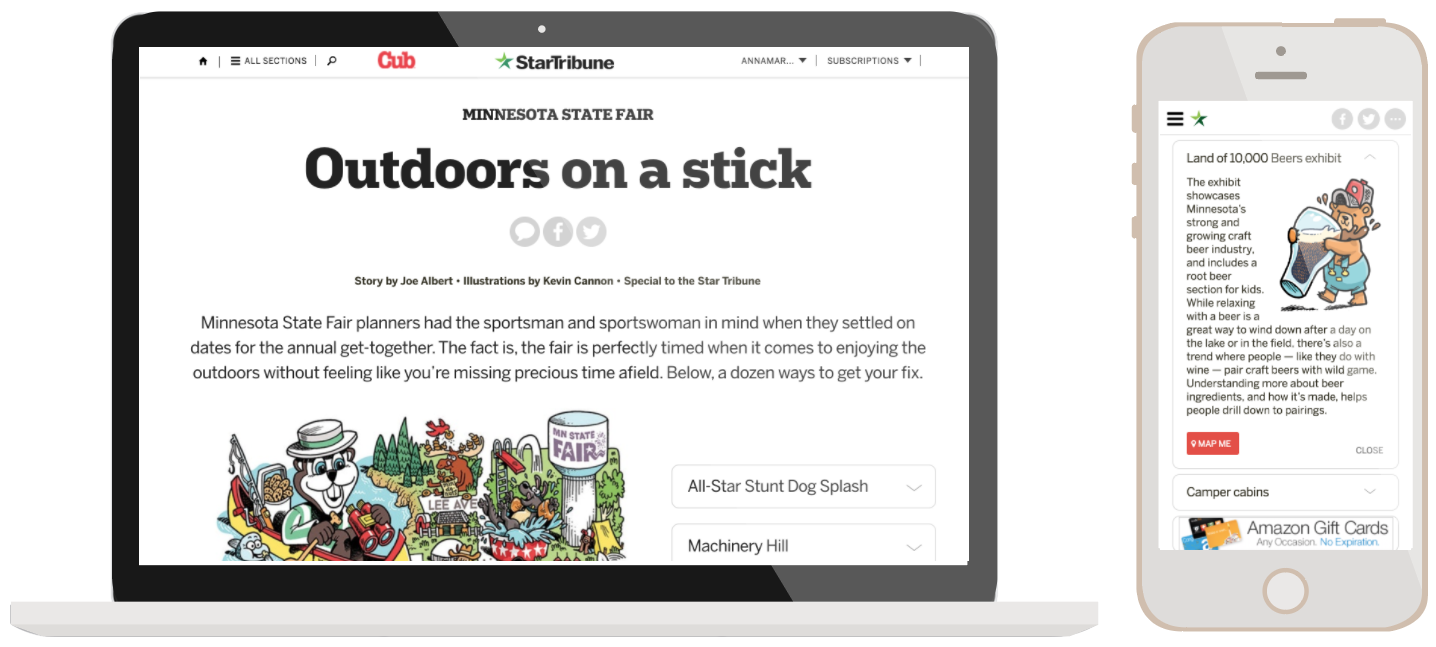 ALL SECTIONS
Cub
StarTribune
ANNAMAR...
SUBSCRIPTIONS
MINNESOTA STATE FAIR
Outdoors on a stick
Story by Joe Albert • Illustrations by Kevin Cannon • Special to the Star Tribune
Minnesota State Fair planners had the sportsman and sportswoman in mind when they settled on
dates for the annual get-together. The fact is, the fair is perfectly timed when it comes to enjoying the
outdoors without feeling like you're missing precious time afield. Below, a dozen ways to get your fix.
MN STATE
FAIR
LEE AVE
All-Star Stunt Dog Splash
Machinery Hill
Land of 10,000 Beers exhibit
The exhibit
showcases
Minnesota's
strong and
growing craft
beer industry,
and includes a
root beer
section for kids.
While relaxing
with a beer is a
great way to wind down after a day on
the lake or in the field, there's also a
trend where people — like they do with
wine — pair craft beers with wild game.
Understanding more about beer
ingredients, and how it's made, helps
people drill down to pairings.
MAP ME
CLOSE
Camper cabins
Amazon Gift Cards
Any Occasion. No Expiration.